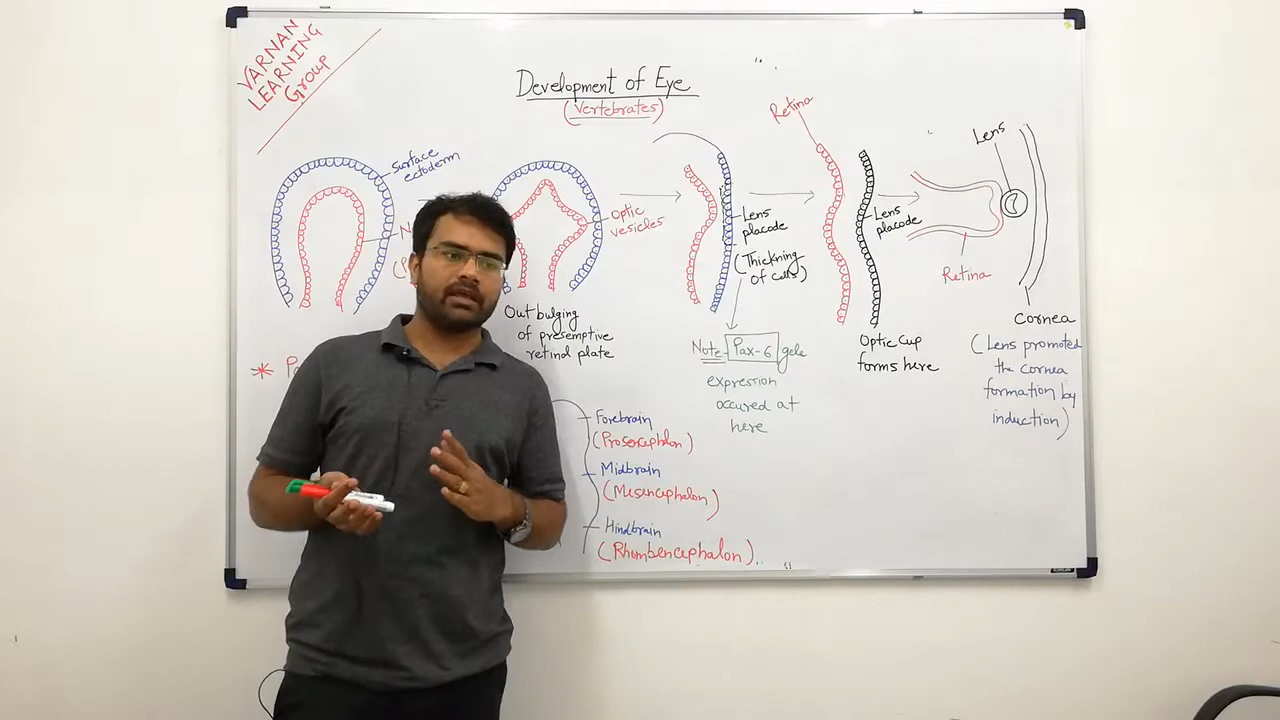 VARNAN
LEARNING
Group
Development of Eye
(Vertebrates)
Surface
ectoderm
Optic
vesicles
Out bulging
of presemptive
retinal plate
Lens
placode
(Thickning
of cells)
Note - Pax-6 gene
expression
occured at
here
Retina
Lens
placode
Optic Cup
forms here
Lens
Retina
Cornea
(Lens promoted
the cornea
formation by
induction)
Forebrain
(Prosencephalon)
Midbrain
(Mesencephalon)
Hindbrain
(Rhombencephalon)